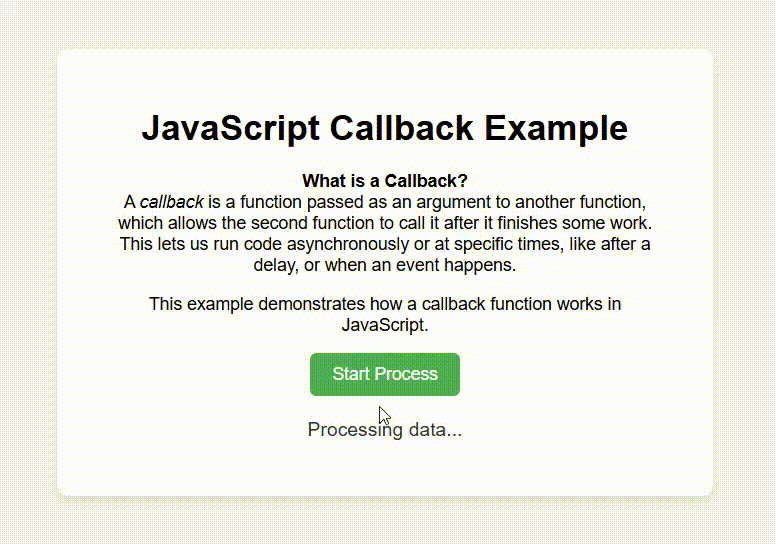 JavaScript Callback Example
What is a Callback?
A callback is a function passed as an argument to another function,
which allows the second function to call it after it finishes some work.
This lets us run code asynchronously or at specific times, like after a
delay, or when an event happens.
This example demonstrates how a callback function works in
JavaScript.
Start Process
Processing data...